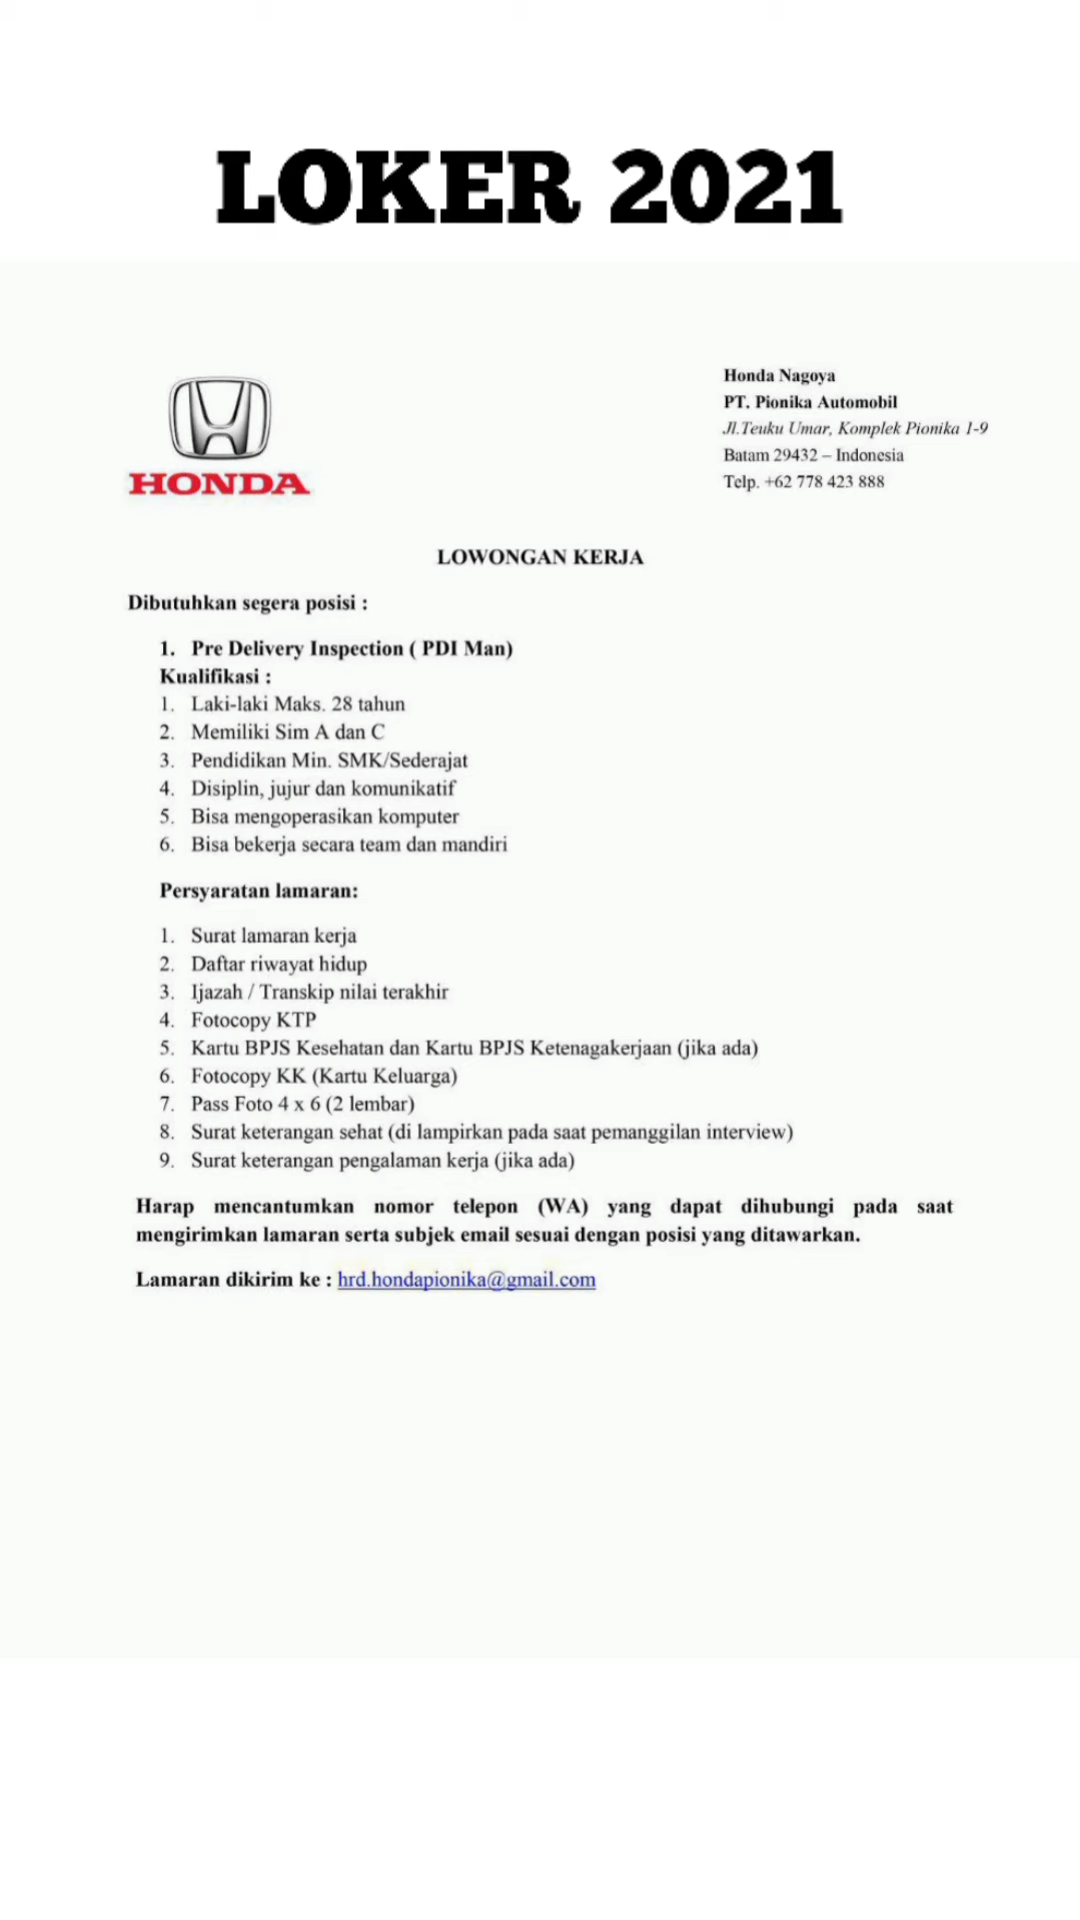 LOKER 2021
HONDA
Honda Nagoya
PT. Pionika Automobil
Jl.Teuku Umar, Komplek Pionika 1-9
Batam 29432 – Indonesia
Telp. +62 778 423 888
LOWONGAN KERJA
Dibutuhkan segera posisi :
1. Pre Delivery Inspection ( PDI Man)
Kualifikasi :
1. Laki-laki Maks. 28 tahun
2. Memiliki Sim A dan C
3. Pendidikan Min. SMK/Sederajat
4. Disiplin, jujur dan komunikatif
5. Bisa mengoperasikan komputer
6. Bisa bekerja secara team dan mandiri
Persyaratan lamaran:
1. Surat lamaran kerja
2. Daftar riwayat hidup
3. Ijazah / Transkip nilai terakhir
4. Fotocopy KTP
5. Kartu BPJS Kesehatan dan Kartu BPJS Ketenagakerjaan (jika ada)
6. Fotocopy KK (Kartu Keluarga)
7. Pass Foto 4 x 6 (2 lembar)
8. Surat keterangan sehat (di lampirkan pada saat pemanggilan interview)
9. Surat keterangan pengalaman kerja (jika ada)
Harap mencantumkan nomor telepon (WA) yang dapat dihubungi pada saat
mengirimkan lamaran serta subjek email sesuai dengan posisi yang ditawarkan.
Lamaran dikirim ke : hrd.hondapionika@gmail.com